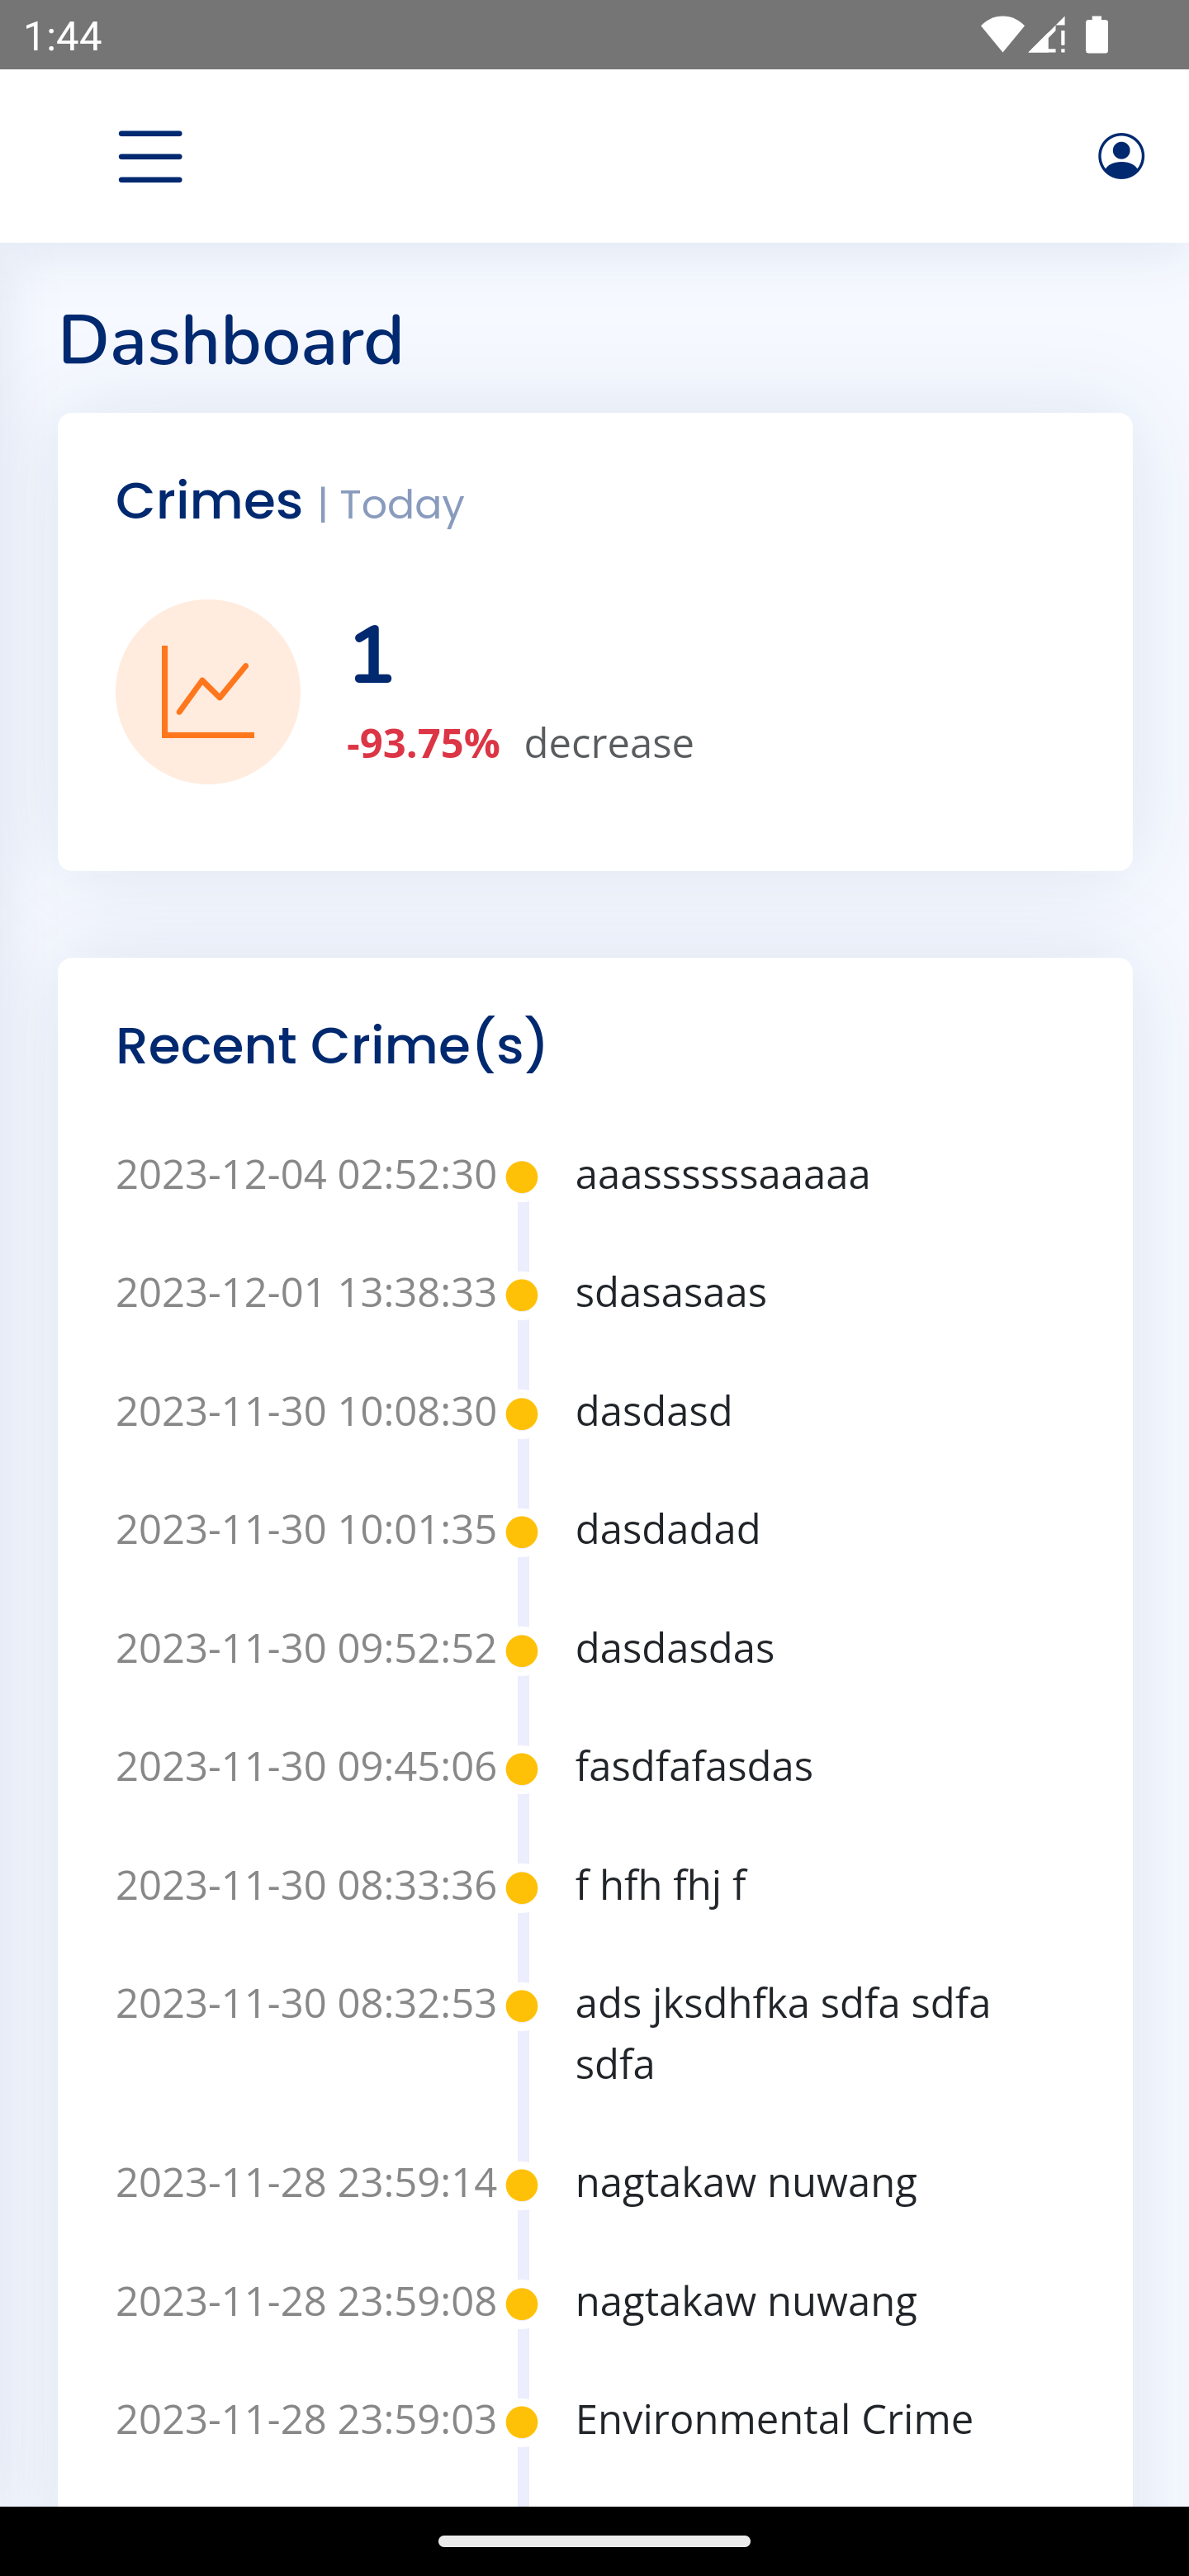 1:44
Dashboard
Crimes | Today
1
-93.75% decrease
Recent Crime(s)
2023-12-04 02:52:30 aaassssssaaaaa
2023-12-01 13:38:33 sdasasaas
2023-11-30 10:08:30 dasdasd
2023-11-30 10:01:35 dasdadad
2023-11-30 09:52:52 dasdasdas
2023-11-30 09:45:06 fasdfafasdas
2023-11-30 08:33:36 f hfh fhj f
2023-11-30 08:32:53 ads jksdhfka sdfa sdfa
sdfa
2023-11-28 23:59:14 nagtakaw nuwang
2023-11-28 23:59:08 nagtakaw nuwang
2023-11-28 23:59:03 Environmental Crime